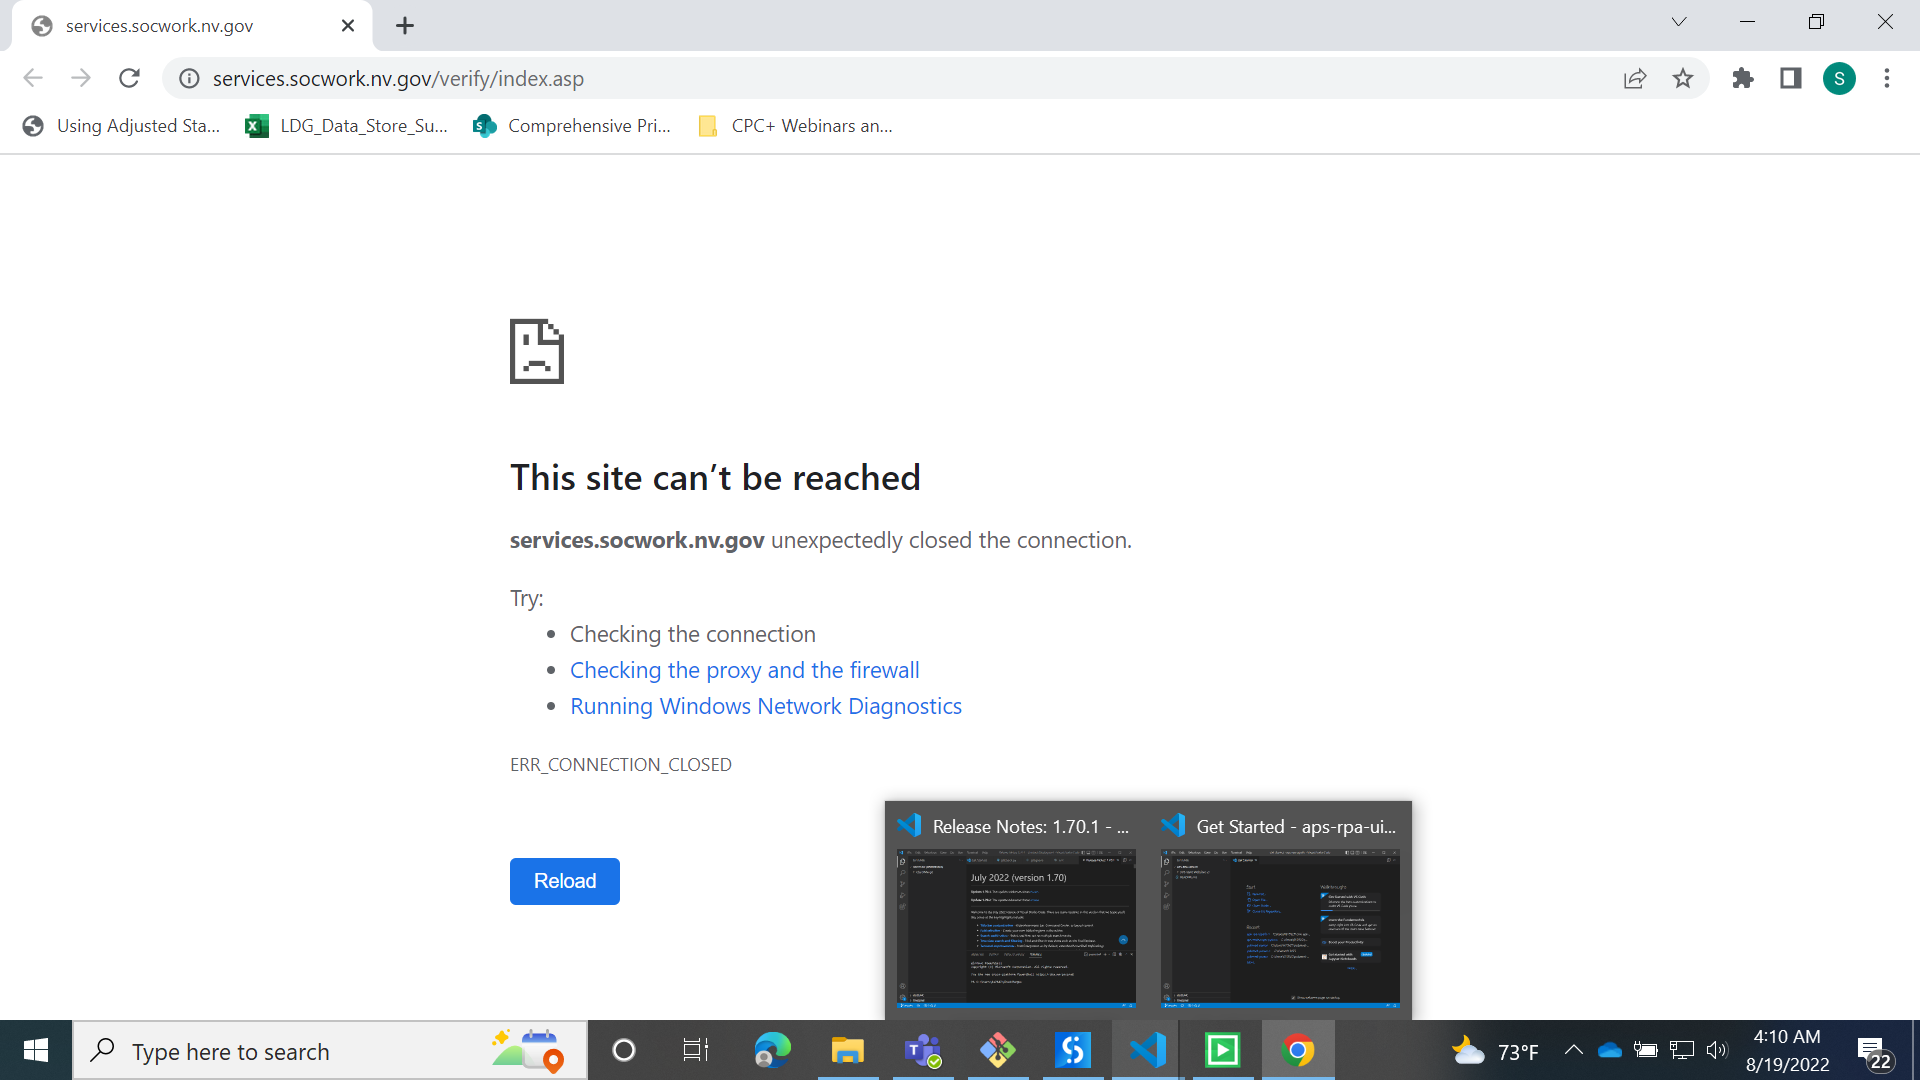 services.socwork.nv.gov
services.socwork.nv.gov/verify/index.asp
S
Using Adjusted Sta...
LDG_Data_Store_Su...
Comprehensive Pri...
CPC+ Webinars an...
This site can’t be reached
services.socwork.nv.gov unexpectedly closed the connection.
Try:
Checking the connection
Checking the proxy and the firewall
Running Windows Network Diagnostics
ERR_CONNECTION_CLOSED
Reload
Release Notes: 1.70.1 - ...
Get Started - aps-rpa-ui...
July 2022 (version 1.70)
Type here to search
73°F
4:10 AM
8/19/2022
22